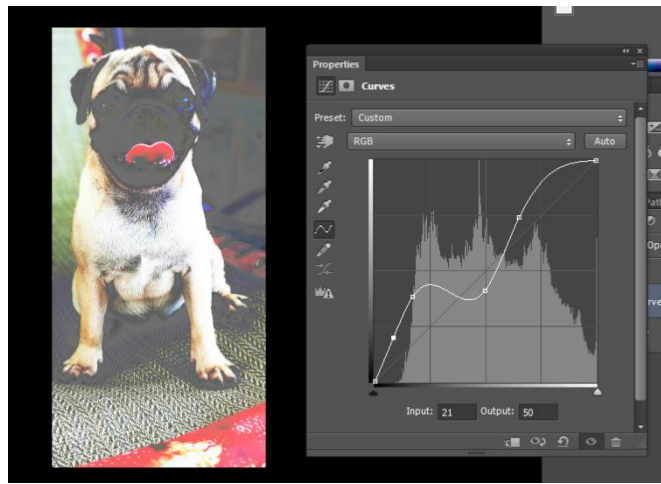 Properties
Curves
Preset: Custom
RGB
Auto
Input: 21 Output: 50